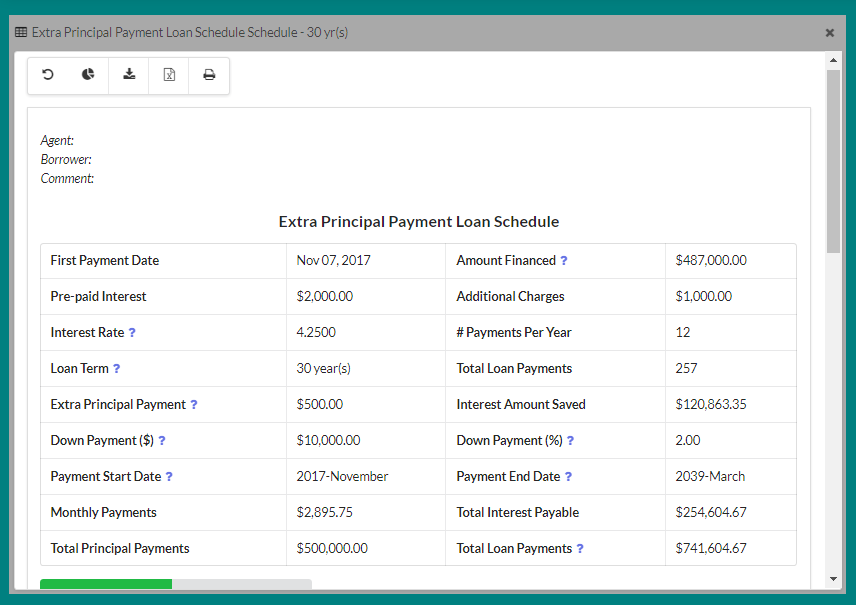 Extra Principal Payment Loan Schedule Schedule - 30 yr(s)
Agent:
Borrower:
Comment:
Extra Principal Payment Loan Schedule
First Payment Date Nov 07, 2017 Amount Financed ? $487,000.00
Pre-paid Interest $2,000.00 Additional Charges $1,000.00
Interest Rate ? 4.2500 # Payments Per Year 12
Loan Term ? 30 year(s) Total Loan Payments 257
Extra Principal Payment ? $500.00 Interest Amount Saved $120,863.35
Down Payment ($) ? $10,000.00 Down Payment (%) ? 2.00
Payment Start Date ? 2017-November Payment End Date ? 2039-March
Monthly Payments $2,895.75 Total Interest Payable $254,604.67
Total Principal Payments $500,000.00 Total Loan Payments ? $741,604.67